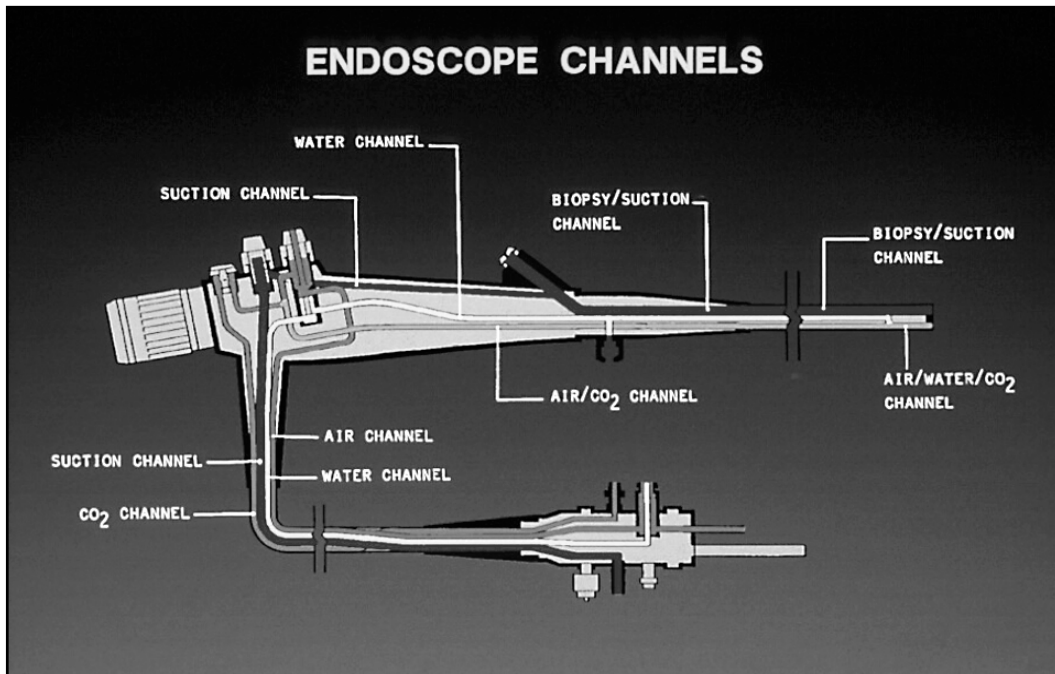 ENDOSCOPE CHANNELS
WATER CHANNEL
SUCTION CHANNEL
BIOPSY/SUCTION
CHANNEL
BIOPSY/SUCTION
CHANNEL
AIR/WATER/CO2
CHANNEL
AIR/CO2 CHANNEL
AIR CHANNEL
SUCTION CHANNEL
WATER CHANNEL
CO2 CHANNEL